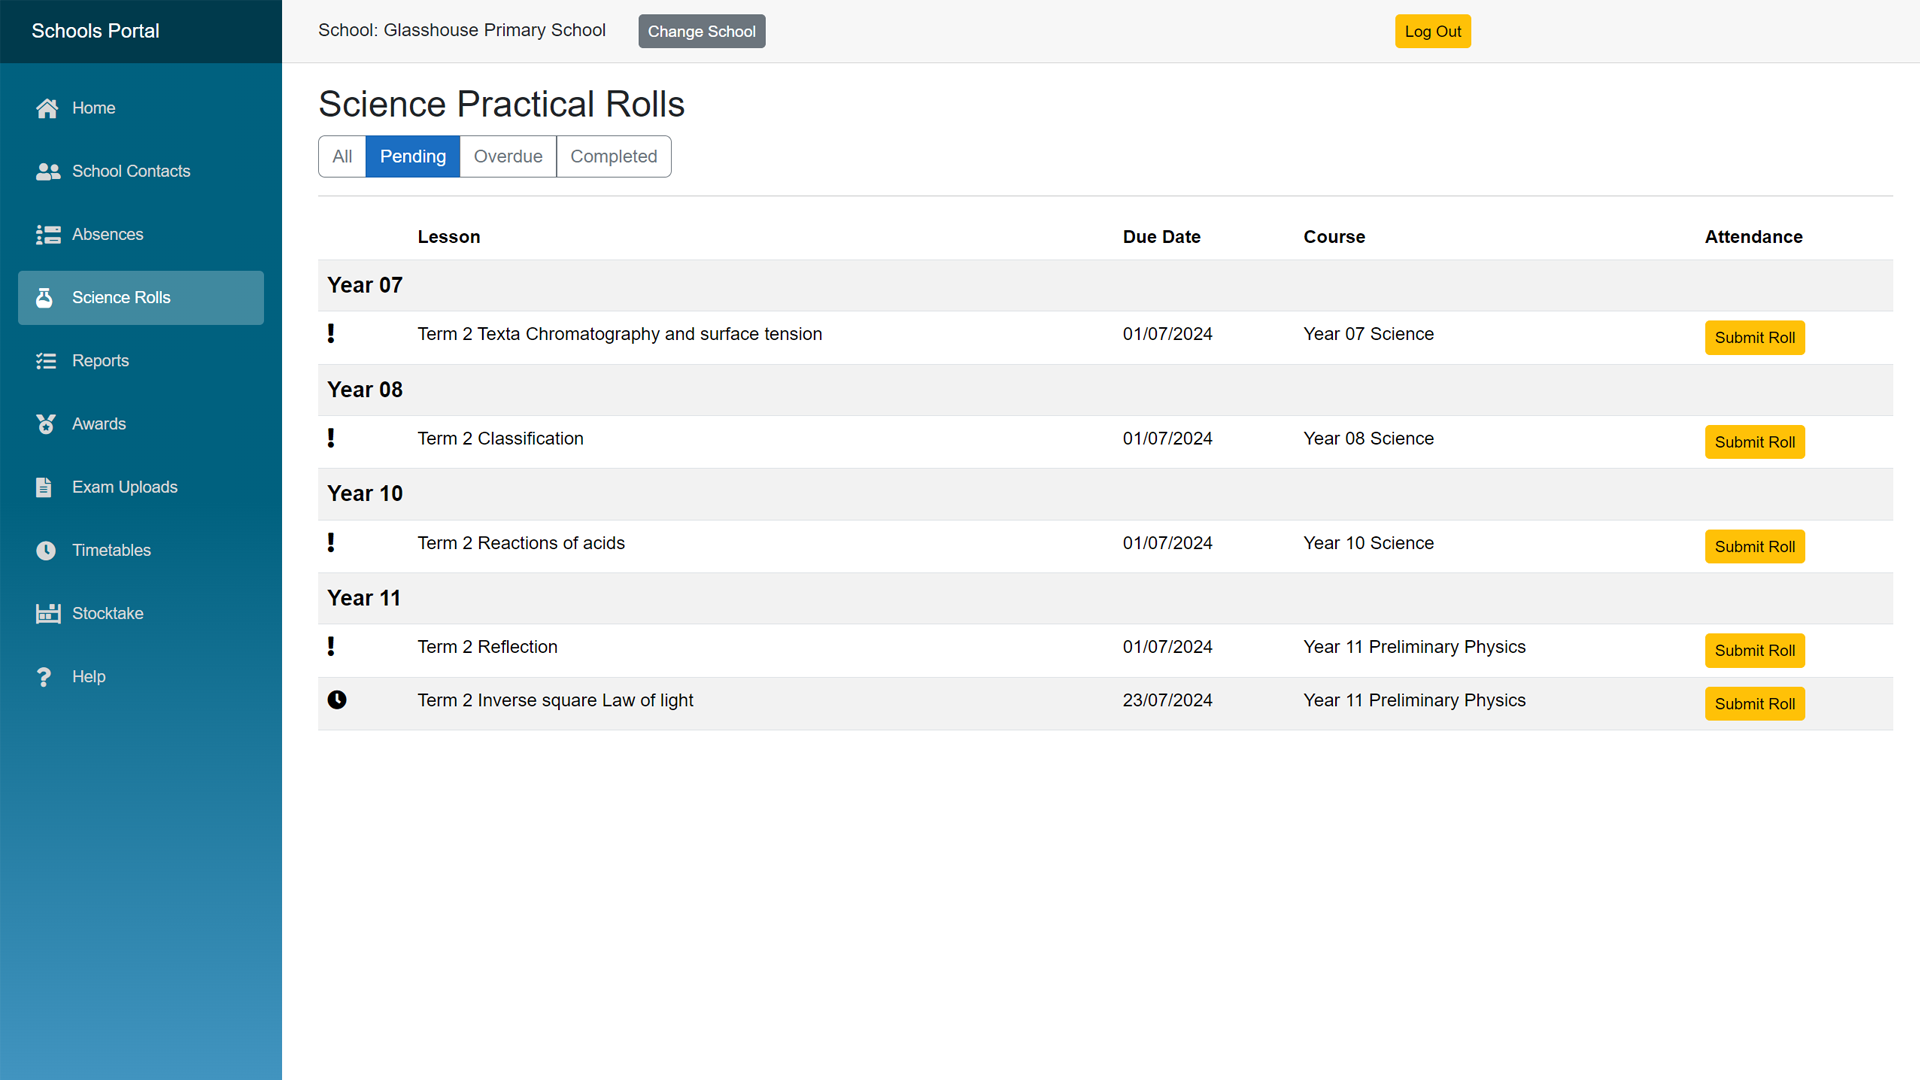 Schools Portal
School: Glasshouse Primary School
Change School
Log Out
Home
School Contacts
Absences
Science Rolls
Reports
Awards
Exam Uploads
Timetables
Stocktake
Help
Science Practical Rolls
All Pending Overdue Completed
Lesson Due Date Course Attendance
Year 07
Term 2 Texta Chromatography and surface tension 01/07/2024 Year 07 Science Submit Roll
Year 08
Term 2 Classification 01/07/2024 Year 08 Science Submit Roll
Year 10
Term 2 Reactions of acids 01/07/2024 Year 10 Science Submit Roll
Year 11
Term 2 Reflection 01/07/2024 Year 11 Preliminary Physics Submit Roll
Term 2 Inverse square Law of light 23/07/2024 Year 11 Preliminary Physics Submit Roll